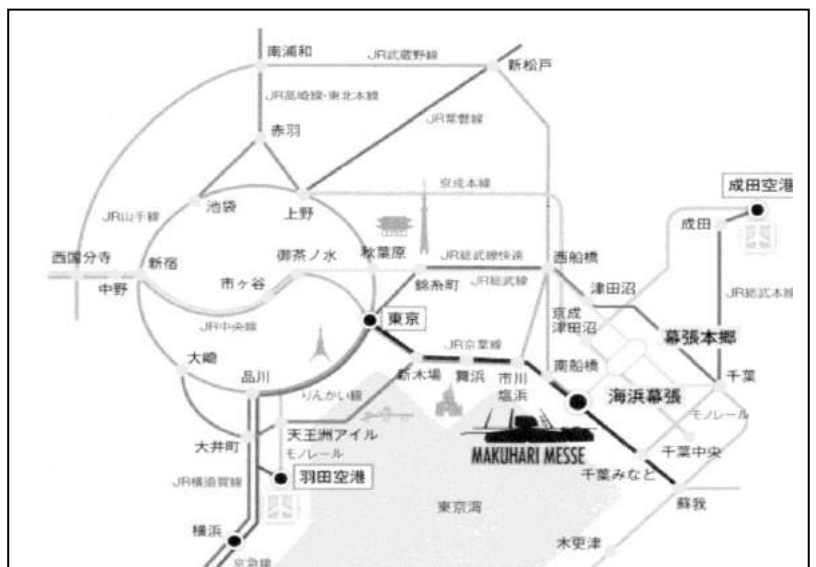 南浦和
JR武蔵野線
新松戸
JR高崎線・東北本線
JR常磐線
赤羽
京成本線
成田空港
JR山手線
池袋
上野
成田
西国分寺
新宿
御茶ノ水
秋葉原
JR総武線快速
西船橋
中野
市ヶ谷
錦糸町
JR総武線
津田沼
JR総武本線
JR中央線
東京
京成
津田沼
幕張本郷
JR京葉線
大崎
品川
新木場
舞浜
市川
塩浜
南船橋
海浜幕張
千葉
りんかい線
モノレール
大井町
天王洲アイル
モノレール
MAKUHARI MESSE
千葉中央
千葉みなと
JR横須賀線
羽田空港
蘇我
東京湾
横浜
木更津
京急線